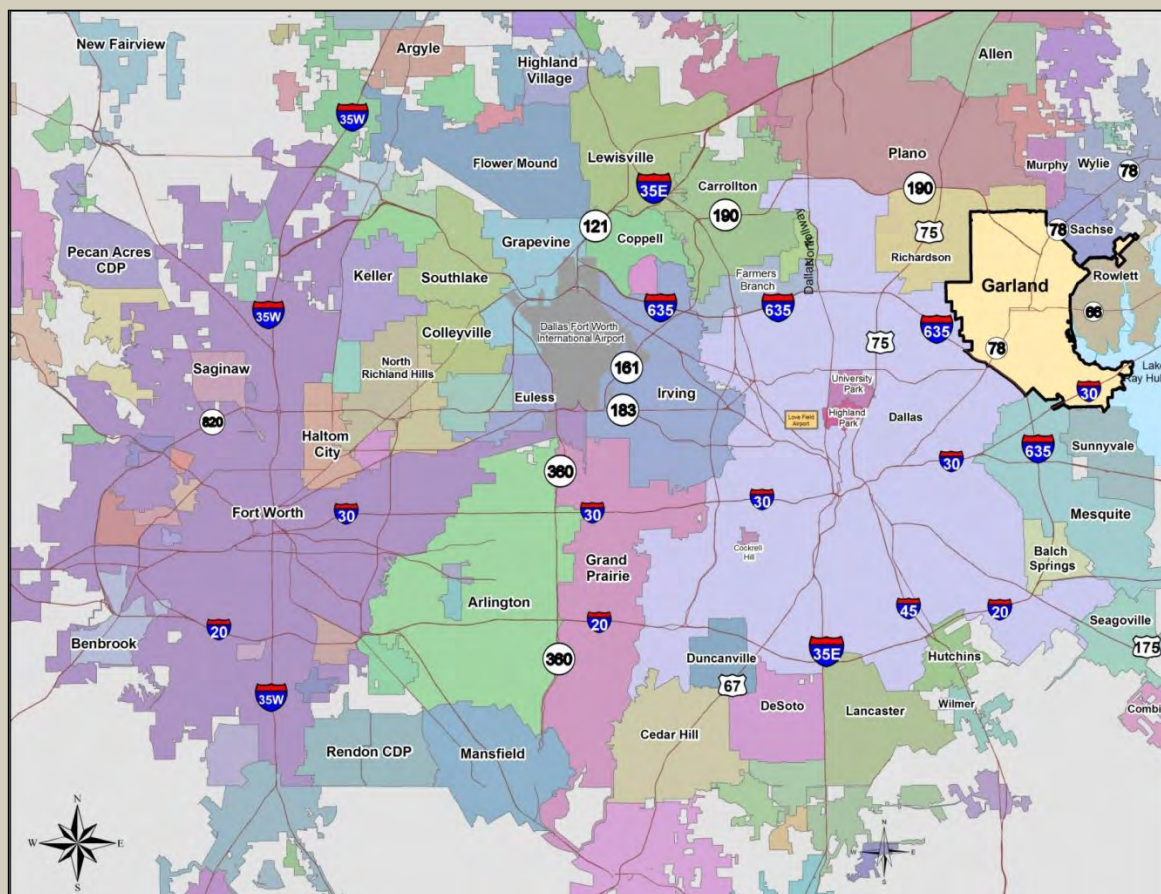 New Fairview
Argyle
Highland
Village
Allen
35W
Flower Mound
Lewisville
Plano
Murphy
Wylie
78
35E
Carrollton
190
190
121
Grapevine
Coppell
75
Richardson
78
Sachse
Pecan Acres
CDP
Keller
Southlake
Farmers
Branch
Garland
Rowlett
35W
635
635
635
66
Colleyville
Dallas Fort Worth
International Airport
75
78
Saginaw
North
Richland Hills
161
University
Park
Lake
Ray Hu
30
820
Euless
183
Irving
Love Field
Airport
Highland
Park
Dallas
Haltom
City
635
Sunnyvale
360
30
Fort Worth
30
30
30
Mesquite
Grand
Prairie
Cockrell
Hill
Balch
Springs
Arlington
20
20
45
20
Seagoville
Benbrook
35E
Hutchins
175
360
Duncanville
67
35W
DeSoto
Lancaster
Wilmer
Combi
Rendon CDP
Mansfield
Cedar Hill
N
W
E
S
N
E
S